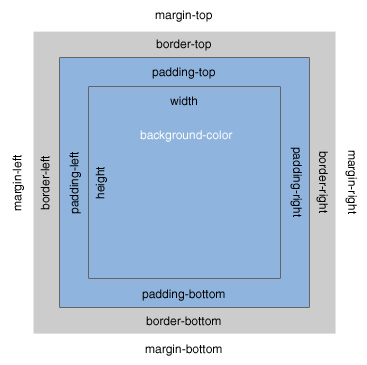 margin-top
border-top
padding-top
width
background-color
margin-left
border-left
padding-left
height
padding-right
border-right
margin-right
padding-bottom
border-bottom
margin-bottom